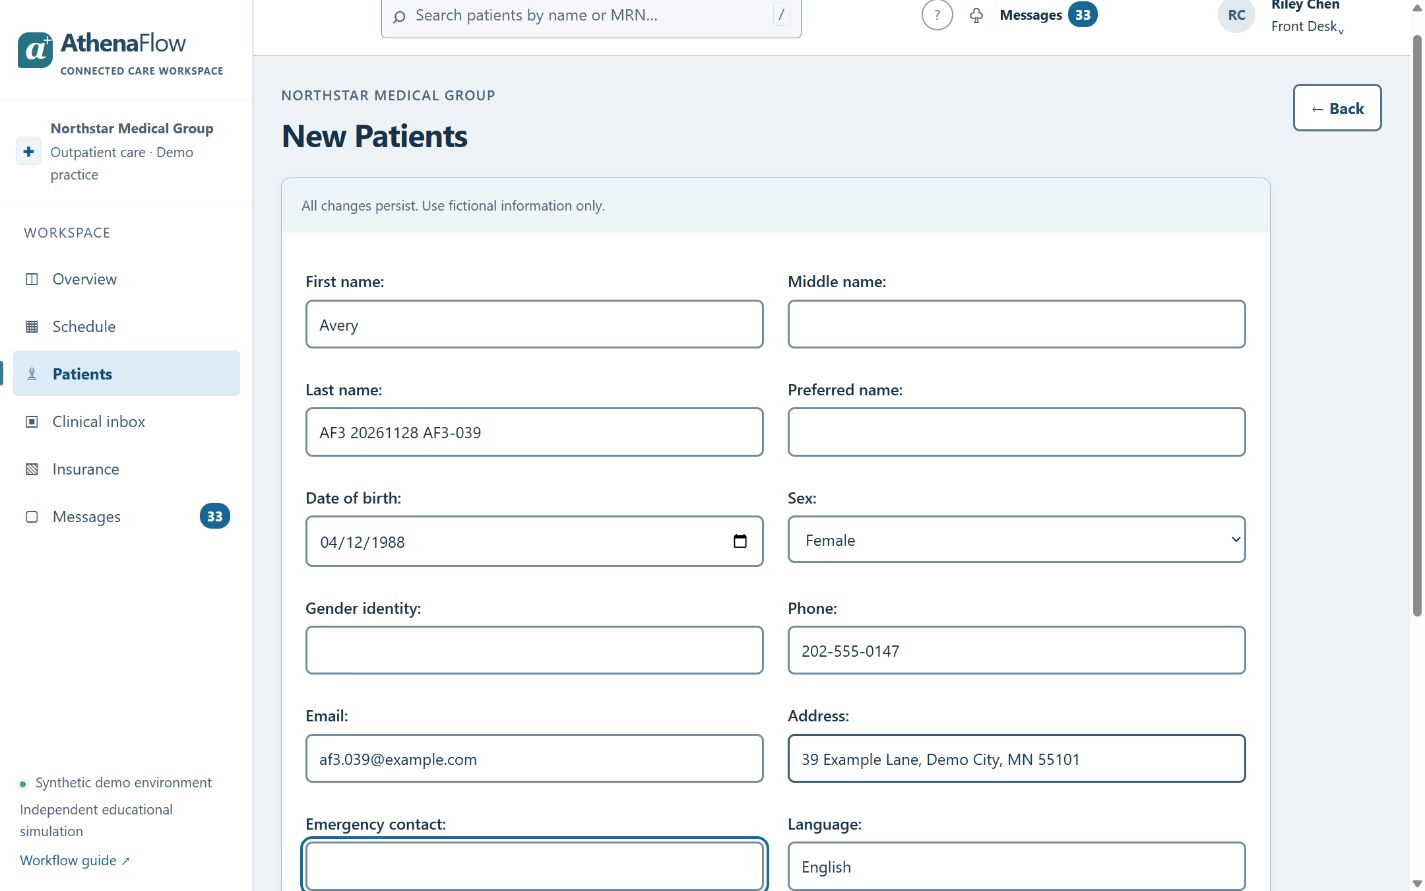 AthenaFlow
CONNECTED CARE WORKSPACE
Northstar Medical Group
Outpatient care · Demo
practice
WORKSPACE
Overview
Schedule
Patients
Clinical inbox
Insurance
Messages 33
Synthetic demo environment
Independent educational
simulation
Workflow guide ↗
Search patients by name or MRN... /
? Messages 33
RC Riley Chen
Front Desk
NORTHSTAR MEDICAL GROUP
← Back
New Patients
All changes persist. Use fictional information only.
First name: Middle name:
Avery
Last name: Preferred name:
AF3 20261128 AF3-039
Date of birth: Sex:
04/12/1988 Female
Gender identity: Phone:
202-555-0147
Email: Address:
af3.039@example.com 39 Example Lane, Demo City, MN 55101
Emergency contact: Language:
English